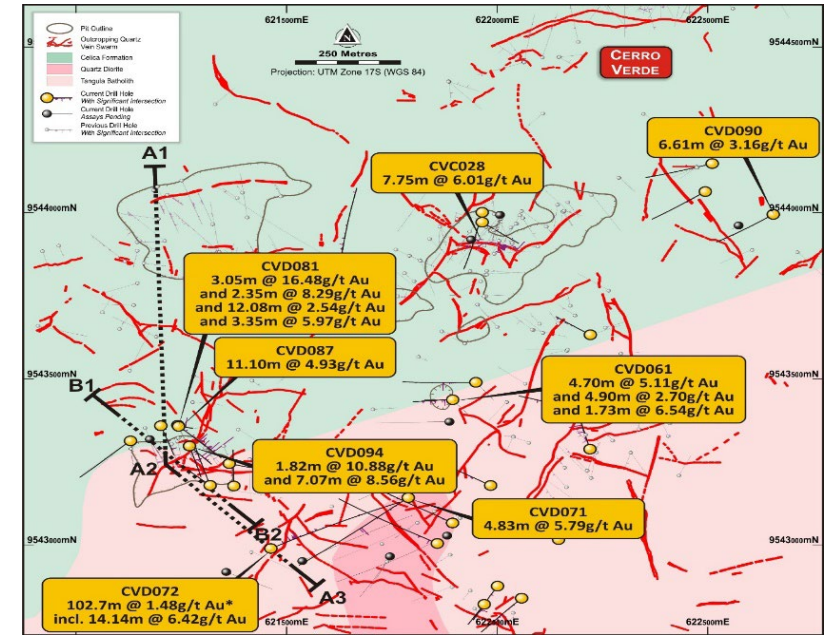 621500mE
622000mE
622500mE
9544500mN
Pit Outline
Outcropping Quartz
Vein Swarm
Celica Formation
Quartz Diorite
Tangula Batholith
Current Drill Hole
With Significant Intersection
Current Drill Hole
Assays Pending
Previous Drill Hole
With Significant Intersection
N
250 Metres
Projection: UTM Zone 17S (WGS 84)
CERRO
VERDE
9544500mN
CVD090
6.61m @ 3.16g/t Au
A1
CVC028
7.75m @ 6.01g/t Au
9544000mN
9544000mN
CVD081
3.05m @ 16.48g/t Au
and 2.35m @ 8.29g/t Au
and 12.08m @ 2.54g/t Au
and 3.35m @ 5.97g/t Au
CVD087
11.10m @ 4.93g/t Au
9543500mN
9543500mN
B1
CVD061
4.70m @ 5.11g/t Au
and 4.90m @ 2.70g/t Au
and 1.73m @ 6.54g/t Au
A2
CVD094
1.82m @ 10.88g/t Au
and 7.07m @ 8.56g/t Au
CVD071
4.83m @ 5.79g/t Au
B2
9543000mN
9543000mN
CVD072
102.7m @ 1.48g/t Au*
incl. 14.14m @ 6.42g/t Au
A3
621500mE
622000mE
622500mE